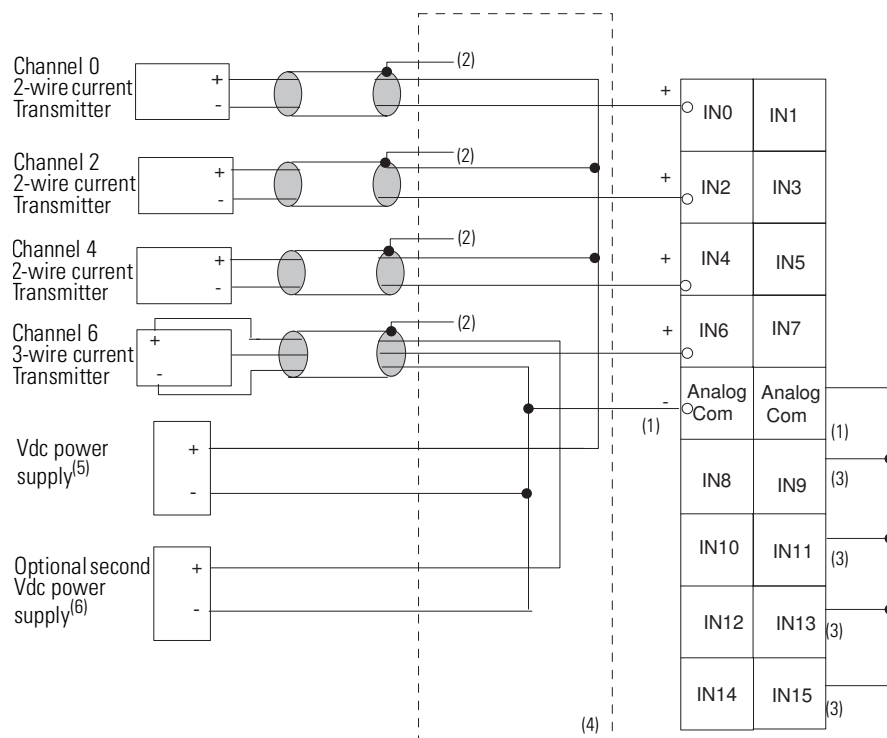 Channel 0
2-wire current
Transmitter
+
-
(2)
+
IN0
IN1
Channel 2
2-wire current
Transmitter
+
-
(2)
+
IN2
IN3
Channel 4
2-wire current
Transmitter
+
-
(2)
+
IN4
IN5
Channel 6
3-wire current
Transmitter
+
-
(2)
+
IN6
IN7
-
(1)
Analog
Com
Analog
Com
(1)
Vdc power
supply(5)
+
-
IN8
IN9
(3)
IN10
IN11
(3)
Optional second
Vdc power
supply(6)
+
-
IN12
IN13
(3)
IN14
IN15
(3)
(4)